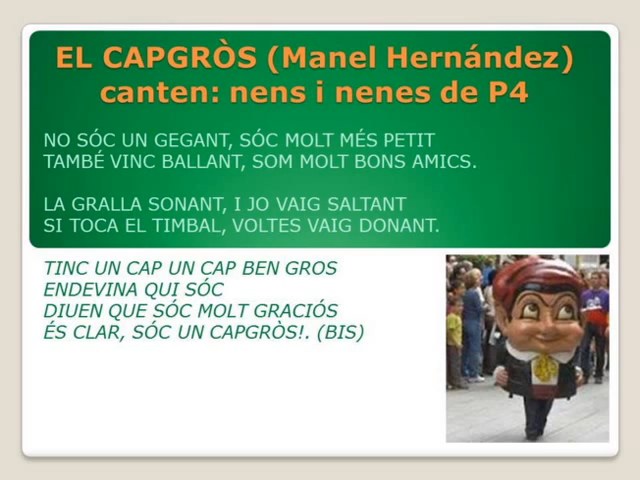 EL CAPGRÒS (Manel Hernández)
canten: nens i nenes de P4
NO SÓC UN GEGANT, SÓC MOLT MÉS PETIT
TAMBÉ VINC BALLANT, SOM MOLT BONS AMICS.
LA GRALLA SONANT, I JO VAIG SALTANT
SI TOCA EL TIMBAL, VOLTES VAIG DONANT.
TINC UN CAP UN CAP BEN GROS
ENDEVINA QUI SÓC
DIUEN QUE SÓC MOLT GRACIÓS
ÉS CLAR, SÓC UN CAPGRÒS!. (BIS)